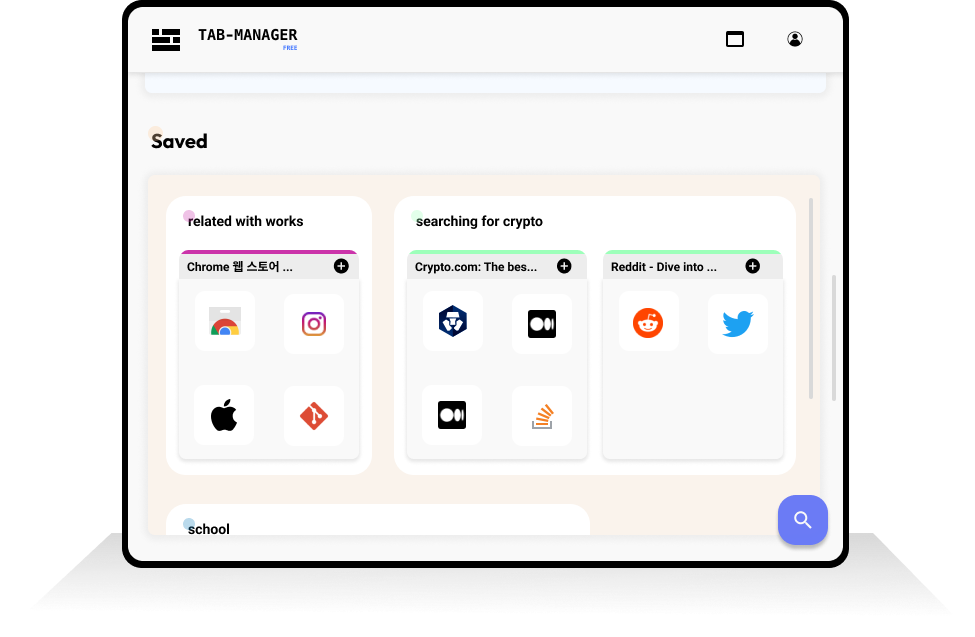 TAB-MANAGER
FREE
Saved
related with works
searching for crypto
Chrome 웹 스토어 ...
Crypto.com: The bes...
Reddit - Dive into ...
school